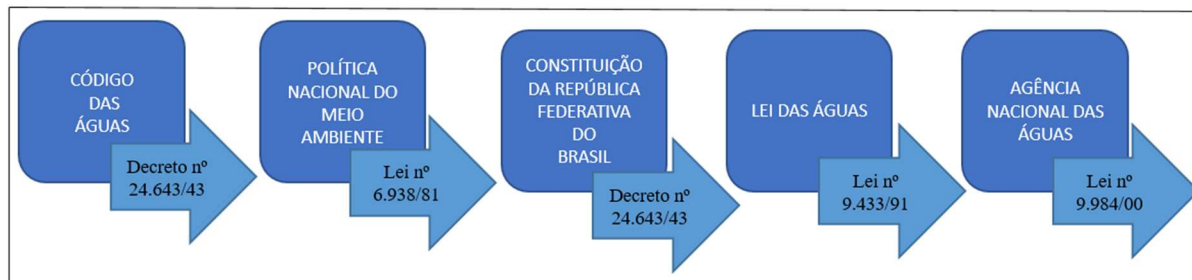 CÓDIGO
DAS
ÁGUAS
Decreto nº
24.643/43
POLÍTICA
NACIONAL DO
MEIO
AMBIENTE
Lei nº
6.938/81
CONSTITUIÇÃO
DA REPÚBLICA
FEDERATIVA
DO
BRASIL
Decreto nº
24.643/43
LEI DAS ÁGUAS
Lei nº
9.433/91
AGÊNCIA
NACIONAL DAS
ÁGUAS
Lei nº
9.984/00